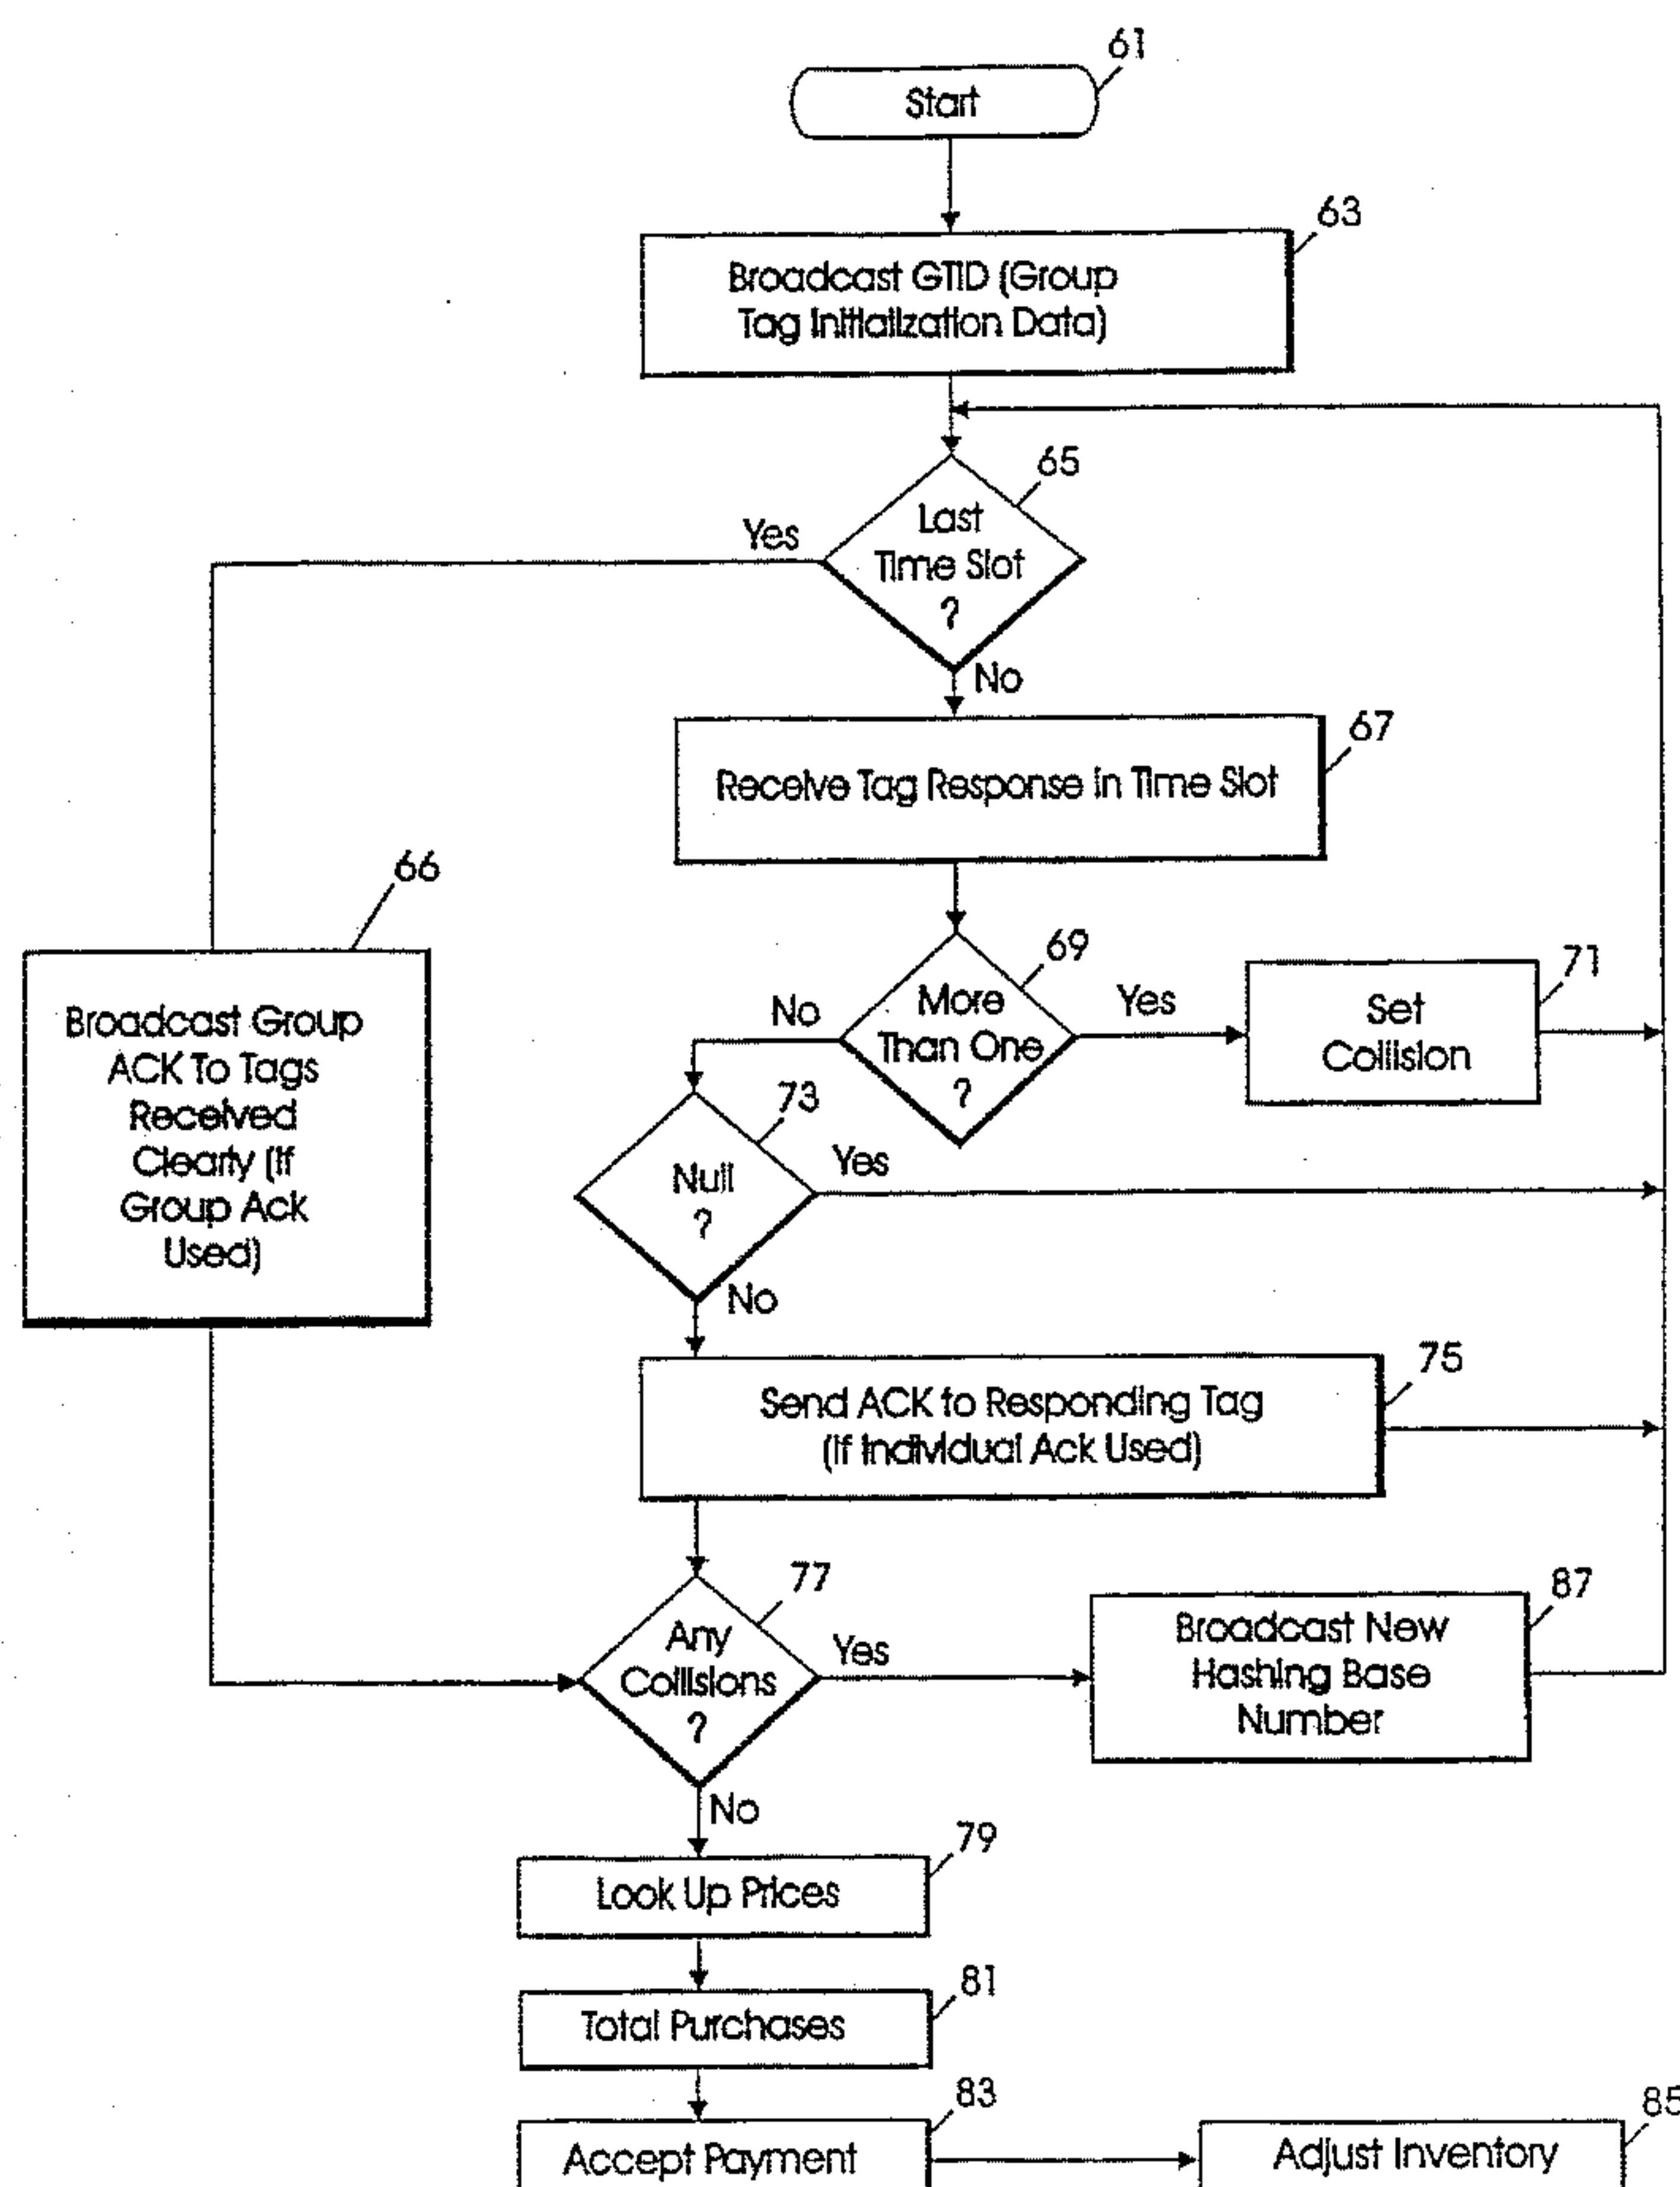 61
Start
63
Broadcast GTID (Group
Tag Initialization Data)
65
Last
Time Slot
?
Yes
No
67
Receive Tag Response in Time Slot
66
Broadcast Group
ACK To Tags
Received
Clearly (If
Group Ack
Used)
69
More
Than One
?
No
Yes
71
Set
Collision
73
Null
?
Yes
No
75
Send ACK to Responding Tag
(If Individual Ack Used)
77
Any
Collisions
?
Yes
No
87
Broadcast New
Hashing Base
Number
79
Look Up Prices
81
Total Purchases
83
Accept Payment
85
Adjust Inventory